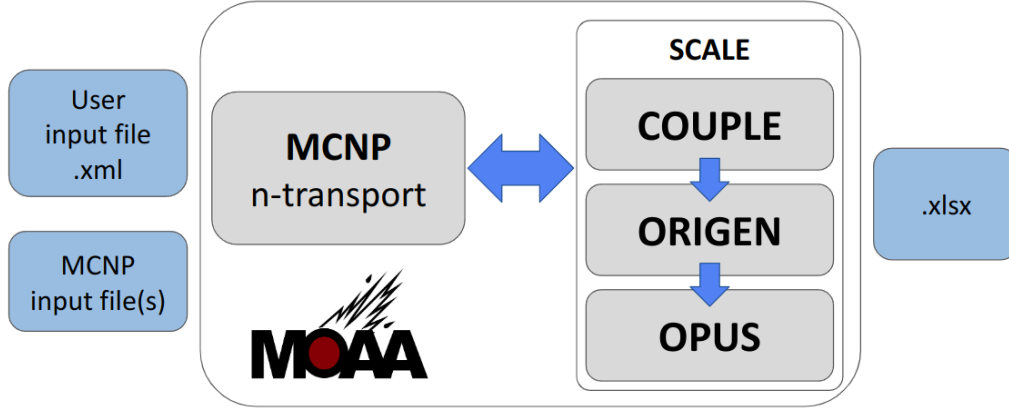 User
input file
.xml
MCNP
input file(s)
MCNP
n-transport
MOAA
SCALE
COUPLE
ORIGEN
OPUS
.xlsx